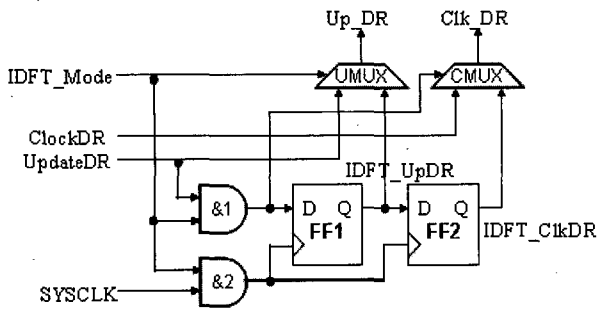 Up_DR
Clk_DR
IDFT_Mode
UMUX
CMUX
ClockDR
UpdateDR
IDFT_UpDR
&1
D Q
FF1
D Q
FF2
IDFT_ClkDR
&2
SYSCLK